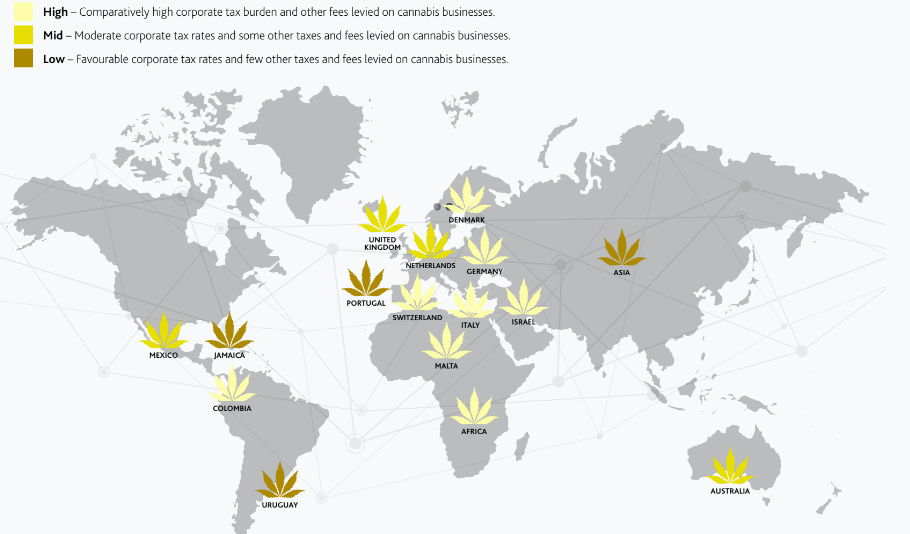 High – Comparatively high corporate tax burden and other fees levied on cannabis businesses.
Mid – Moderate corporate tax rates and some other taxes and fees levied on cannabis businesses.
Low – Favourable corporate tax rates and few other taxes and fees levied on cannabis businesses.
DENMARK
UNITED
KINGDOM
NETHERLANDS
GERMANY
ASIA
PORTUGAL
SWITZERLAND
ITALY
ISRAEL
MEXICO
JAMAICA
MALTA
COLOMBIA
AFRICA
AUSTRALIA
URUGUAY